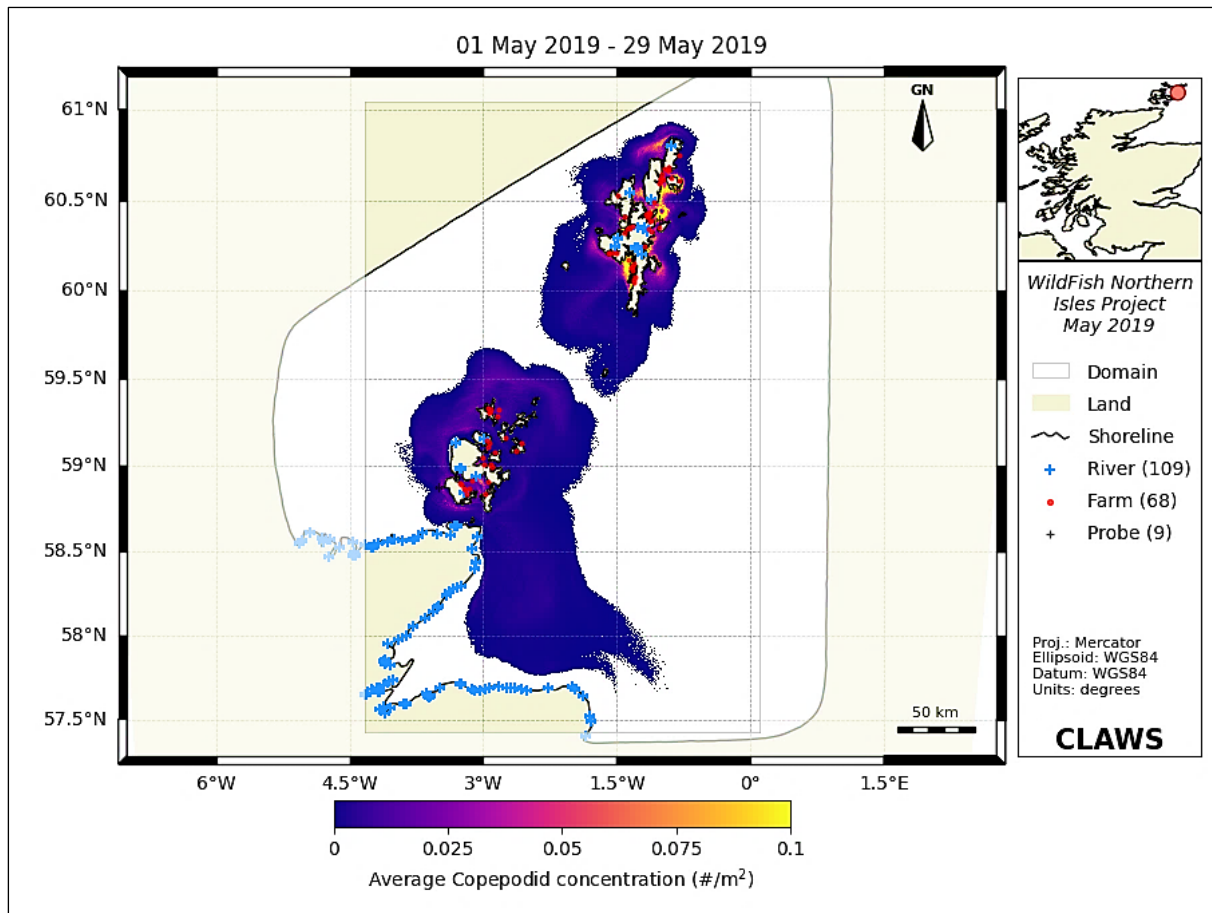 01 May 2019 - 29 May 2019
61°N
60.5°N
60°N
59.5°N
59°N
58.5°N
58°N
57.5°N
6°W
4.5°W
3°W
1.5°W
0°
1.5°E
GN
50 km
0
0.025
0.05
0.075
0.1
Average Copepodid concentration (#/m²)
WildFish Northern
Isles Project
May 2019
Domain
Land
Shoreline
River (109)
Farm (68)
Probe (9)
Proj.: Mercator
Ellipsoid: WGS84
Datum: WGS84
Units: degrees
CLAWS